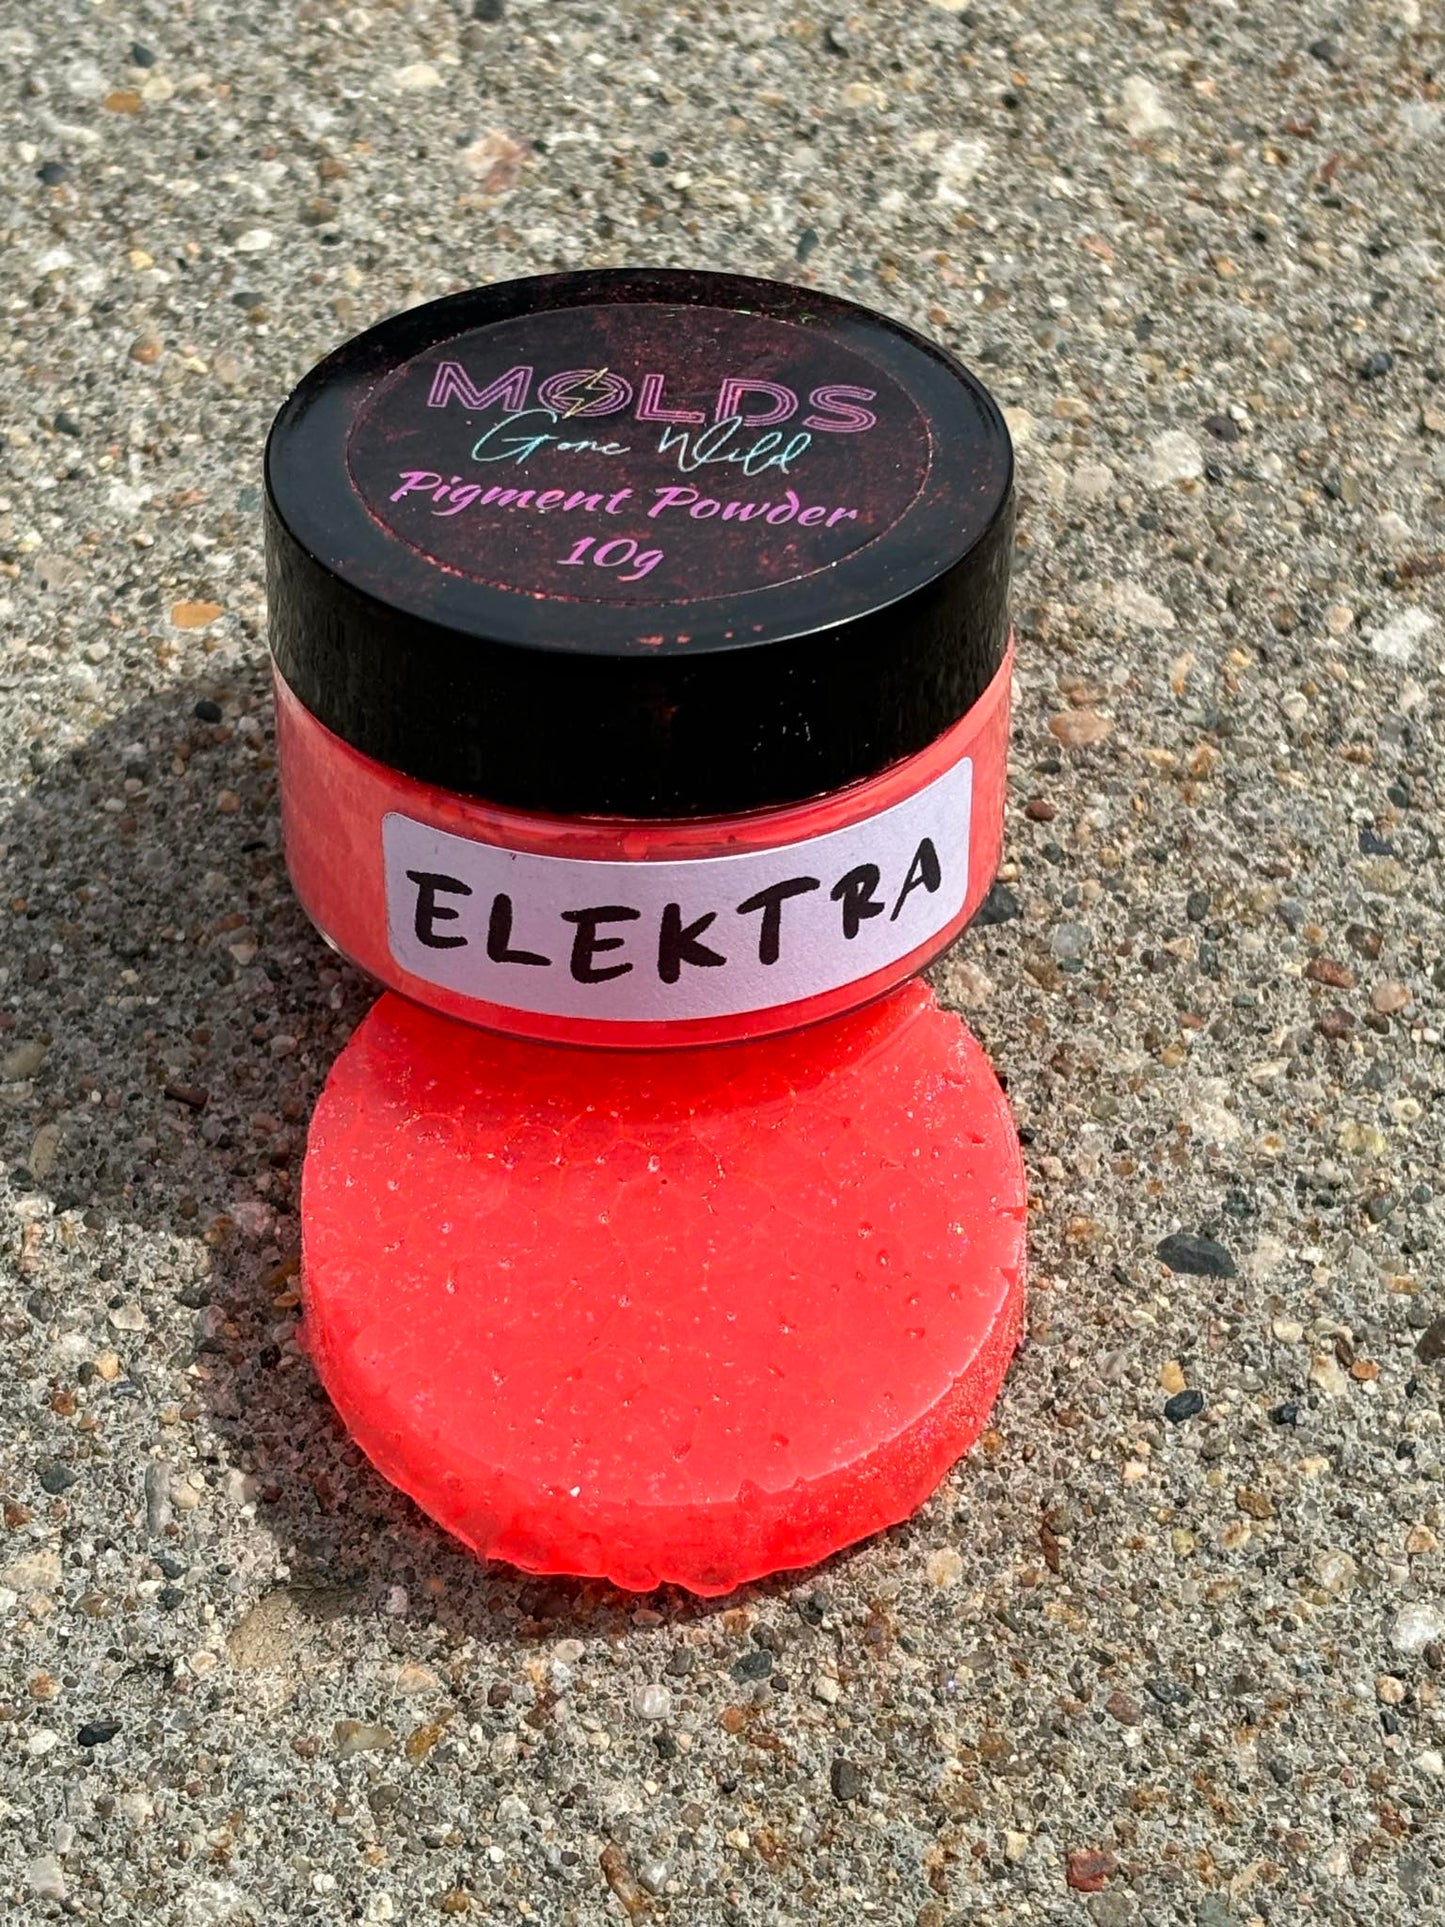 MOLDS
Gone Wild
Pigment Powder
10g
ELEKTRA